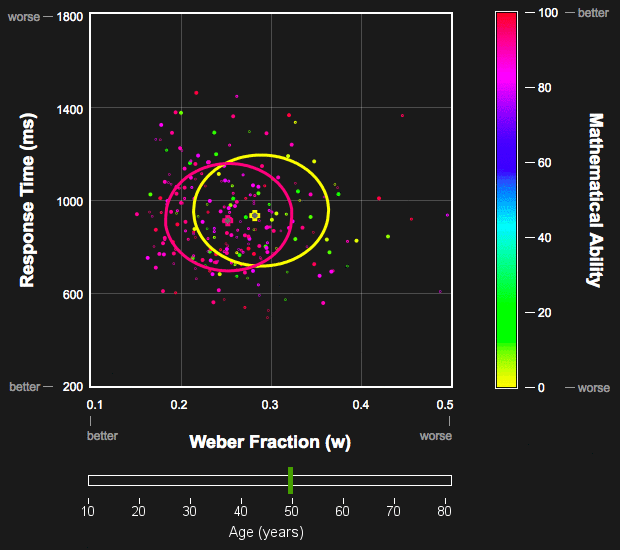 worse
1800
1400
1000
600
better
200
Response Time (ms)
0.1
0.2
0.3
0.4
0.5
better
worse
Weber Fraction (w)
10
20
30
40
50
60
70
80
Age (years)
100
better
80
60
40
20
0
worse
Mathematical Ability